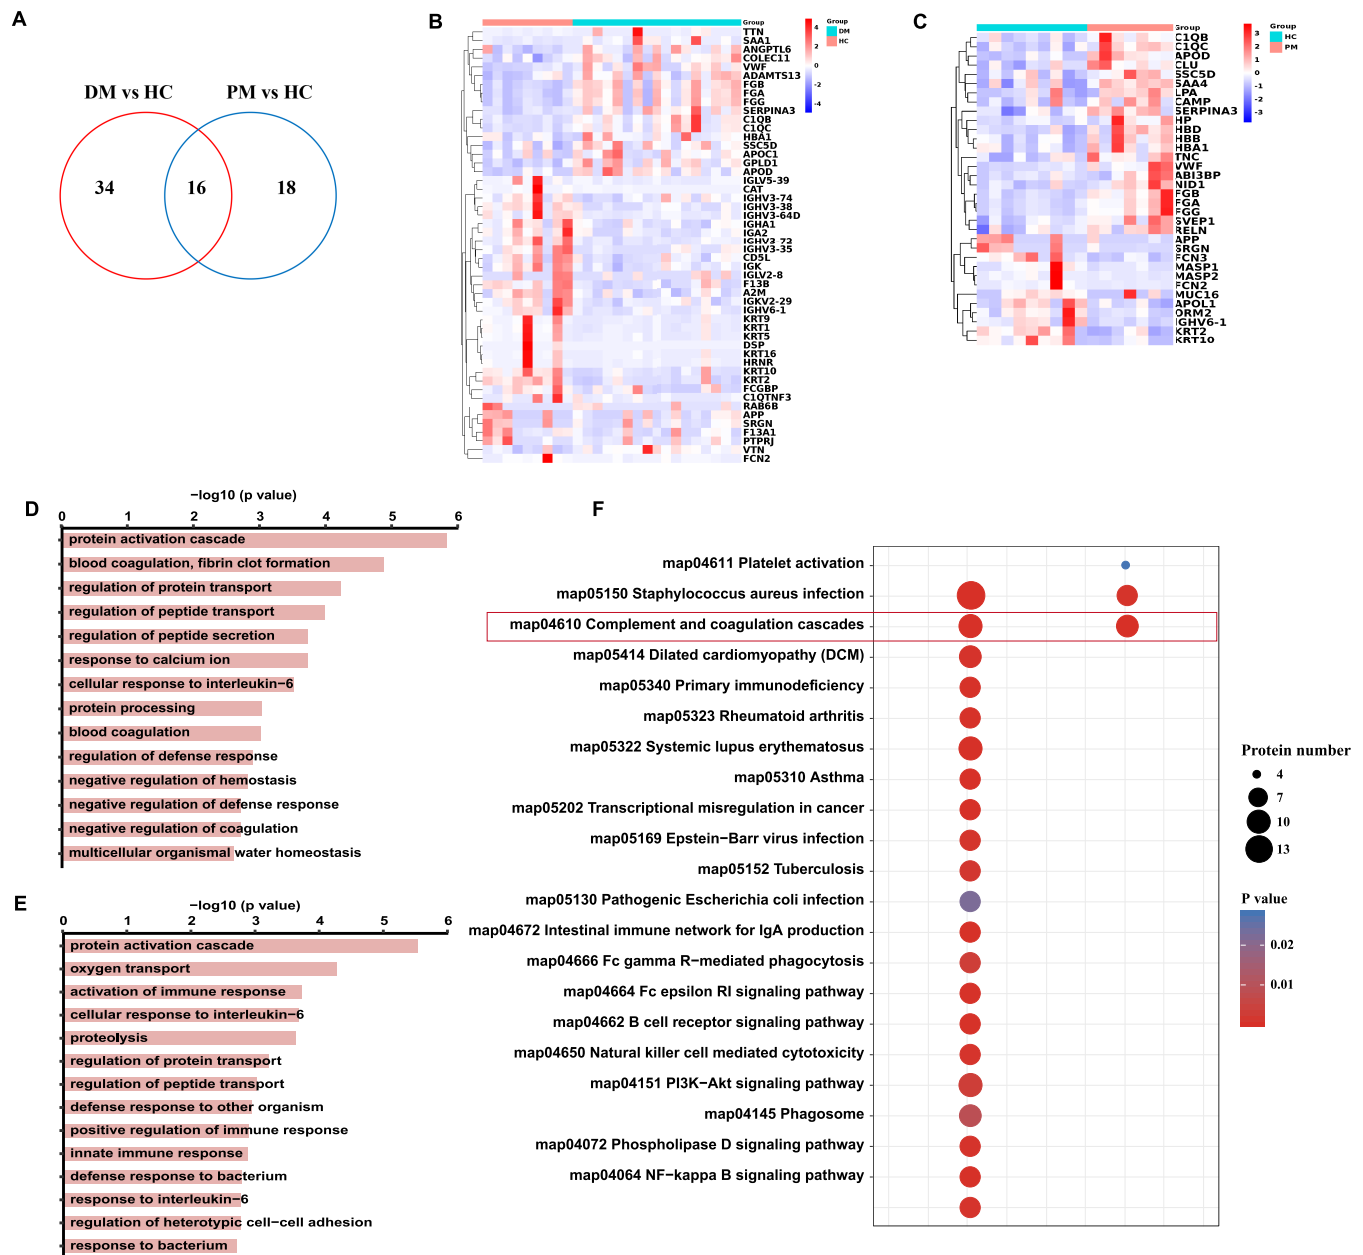 A
DM vs HC
PM vs HC
34
16
18
B
Group
TTN
SAA1
ANGPTL6
COLEC11
VWF
ADAMTS13
FGB
FGA
FGG
SERPINA3
C1QB
C1QC
HBA1
SSC5D
APOC1
GPLD1
APOD
IGLV5-39
CAT
IGHV3-74
IGHV3-38
IGHV3-64D
IGHA1
IGA2
IGHV3-72
IGHV3-35
CD5L
IGK
IGLV2-8
F13B
A2M
IGKV2-29
IGHV6-1
KRT9
KRT1
KRT5
DSP
KRT16
HRNR
KRT10
KRT2
FCGBP
C1QTNF3
RAB6B
APP
SRGN
F13A1
PTPRJ
VTN
FCN2
4
2
0
-2
-4
Group
DM
HC
C
Group
C1QB
C1QC
APOD
CLU
SSC5D
SAA4
LPA
CAMP
SERPINA3
HP
HBD
HBB
HBA1
TNC
VWF
ABI3BP
NID1
FGB
FGA
FGG
SVEP1
RELN
APP
SRGN
FCN3
MASP1
MASP2
FCN2
MUC16
APOL1
ORM2
IGHV6-1
KRT2
KRT10
3
2
1
0
-1
-2
-3
Group
HC
PM
D
−log10 (p value)
0 1 2 3 4 5 6
protein activation cascade
blood coagulation, fibrin clot formation
regulation of protein transport
regulation of peptide transport
regulation of peptide secretion
response to calcium ion
cellular response to interleukin−6
protein processing
blood coagulation
regulation of defense response
negative regulation of hemostasis
negative regulation of defense response
negative regulation of coagulation
multicellular organismal water homeostasis
E
−log10 (p value)
0 1 2 3 4 5 6
protein activation cascade
oxygen transport
activation of immune response
cellular response to interleukin−6
proteolysis
regulation of protein transport
regulation of peptide transport
defense response to other organism
positive regulation of immune response
innate immune response
defense response to bacterium
response to interleukin−6
regulation of heterotypic cell−cell adhesion
response to bacterium
F
map04611 Platelet activation
map05150 Staphylococcus aureus infection
map04610 Complement and coagulation cascades
map05414 Dilated cardiomyopathy (DCM)
map05340 Primary immunodeficiency
map05323 Rheumatoid arthritis
map05322 Systemic lupus erythematosus
map05310 Asthma
map05202 Transcriptional misregulation in cancer
map05169 Epstein−Barr virus infection
map05152 Tuberculosis
map05130 Pathogenic Escherichia coli infection
map04672 Intestinal immune network for IgA production
map04666 Fc gamma R−mediated phagocytosis
map04664 Fc epsilon RI signaling pathway
map04662 B cell receptor signaling pathway
map04650 Natural killer cell mediated cytotoxicity
map04151 PI3K−Akt signaling pathway
map04145 Phagosome
map04072 Phospholipase D signaling pathway
map04064 NF−kappa B signaling pathway
Protein number
4
7
10
13
P value
0.02
0.01